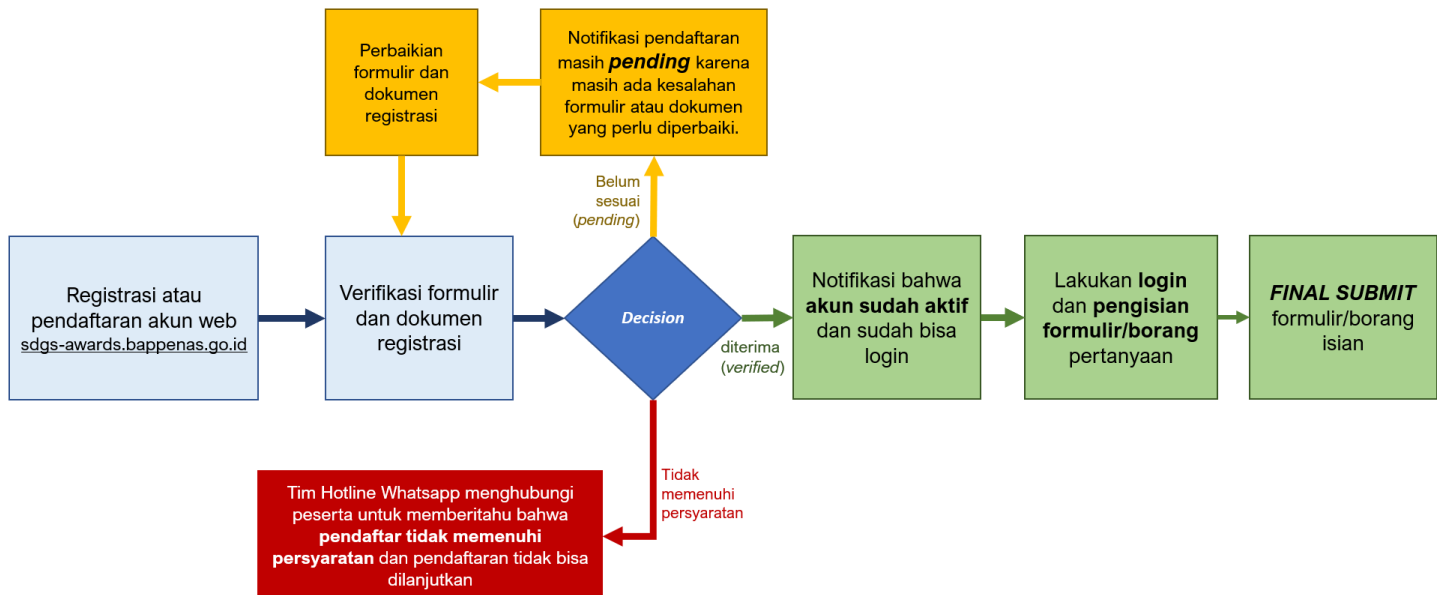 Perbaikian
formulir dan
dokumen
registrasi
Notifikasi pendaftaran
masih pending karena
masih ada kesalahan
formulir atau dokumen
yang perlu diperbaiki.
Belum
sesuai
(pending)
Registrasi atau
pendaftaran akun web
sdgs-awards.bappenas.go.id
Verifikasi formulir
dan dokumen
registrasi
Decision
diterima
(verified)
Notifikasi bahwa
akun sudah aktif
dan sudah bisa
login
Lakukan login
dan pengisian
formulir/borang
pertanyaan
FINAL SUBMIT
formulir/borang
isian
Tidak
memenuhi
persyaratan
Tim Hotline Whatsapp menghubungi
peserta untuk memberitahu bahwa
pendaftar tidak memenuhi
persyaratan dan pendaftaran tidak bisa
dilanjutkan